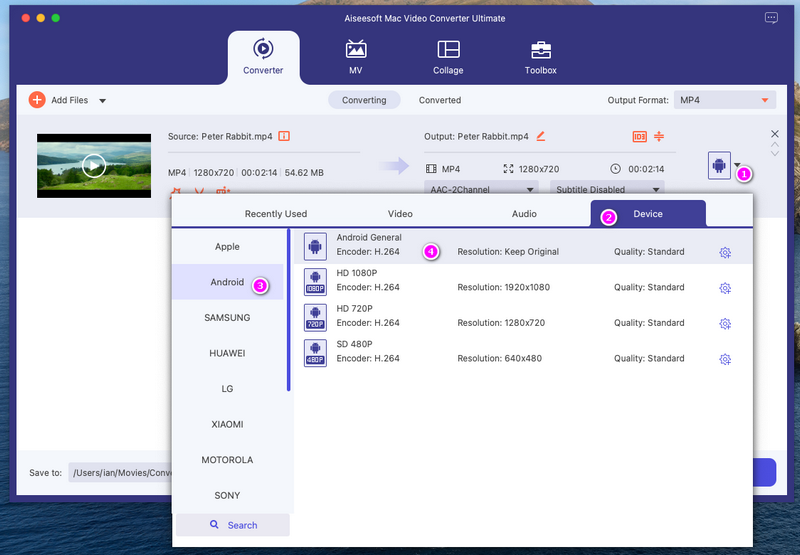 Aiseesoft Mac Video Converter Ultimate
Converter
MV
Collage
Toolbox
Add Files
Converting
Converted
Output Format:
MP4
Source: Peter Rabbit.mp4
MP4 1280x720 00:02:14 54.62 MB
Output: Peter Rabbit.mp4
MP4
1280x720
00:02:14
AAC-2Channel
Subtitle Disabled
1
Recently Used
Video
Audio
2
Device
Apple
Android
3
SAMSUNG
HUAWEI
LG
XIAOMI
MOTOROLA
SONY
Search
Android General
Encoder: H.264
4
Resolution: Keep Original
Quality: Standard
HD 1080P
1080P
Encoder: H.264
Resolution: 1920x1080
Quality: Standard
HD 720P
720P
Encoder: H.264
Resolution: 1280x720
Quality: Standard
SD 480P
480P
Encoder: H.264
Resolution: 640x480
Quality: Standard
Save to:
/Users/ian/Movies/Conve